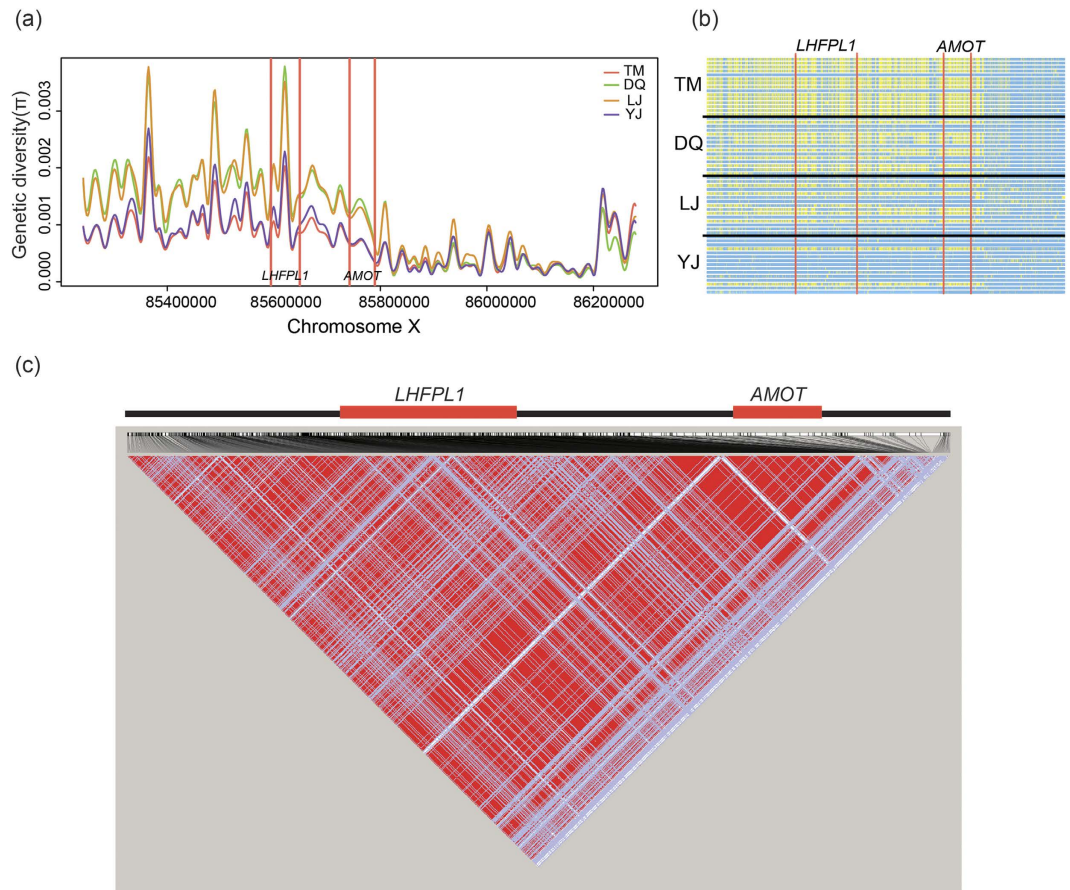 (a)
Genetic diversity(π)
0.003
0.002
0.001
0.000
TM
DQ
LJ
YJ
LHFPL1
AMOT
85400000
85600000
85800000
86000000
86200000
Chromosome X
(b)
LHFPL1
AMOT
TM
DQ
LJ
YJ
(c)
LHFPL1
AMOT